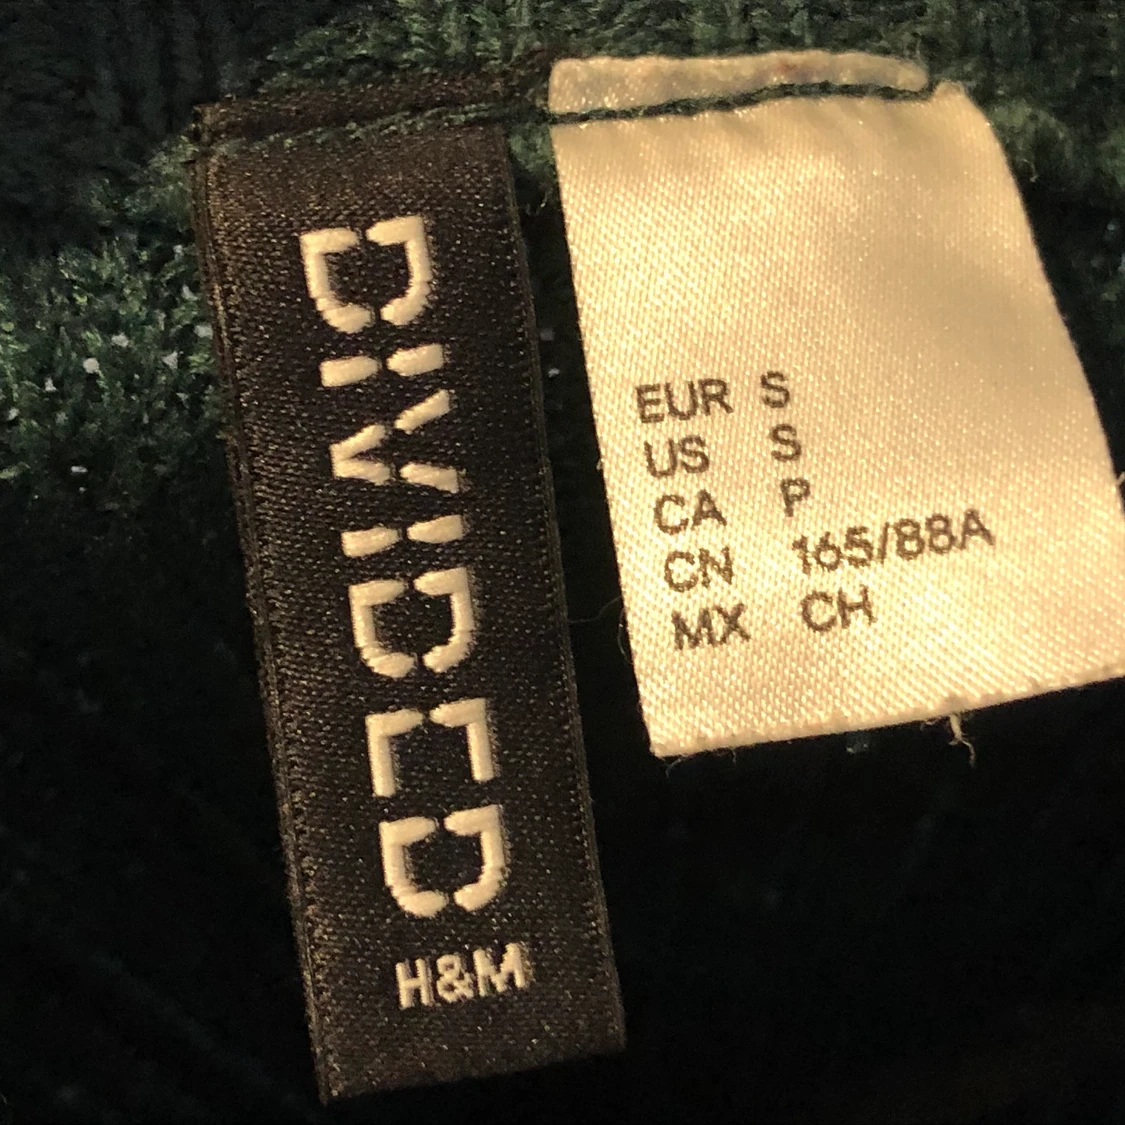 DIVIDED
H&M
EUR S
US S
CA P
CN 165/88A
MX CH